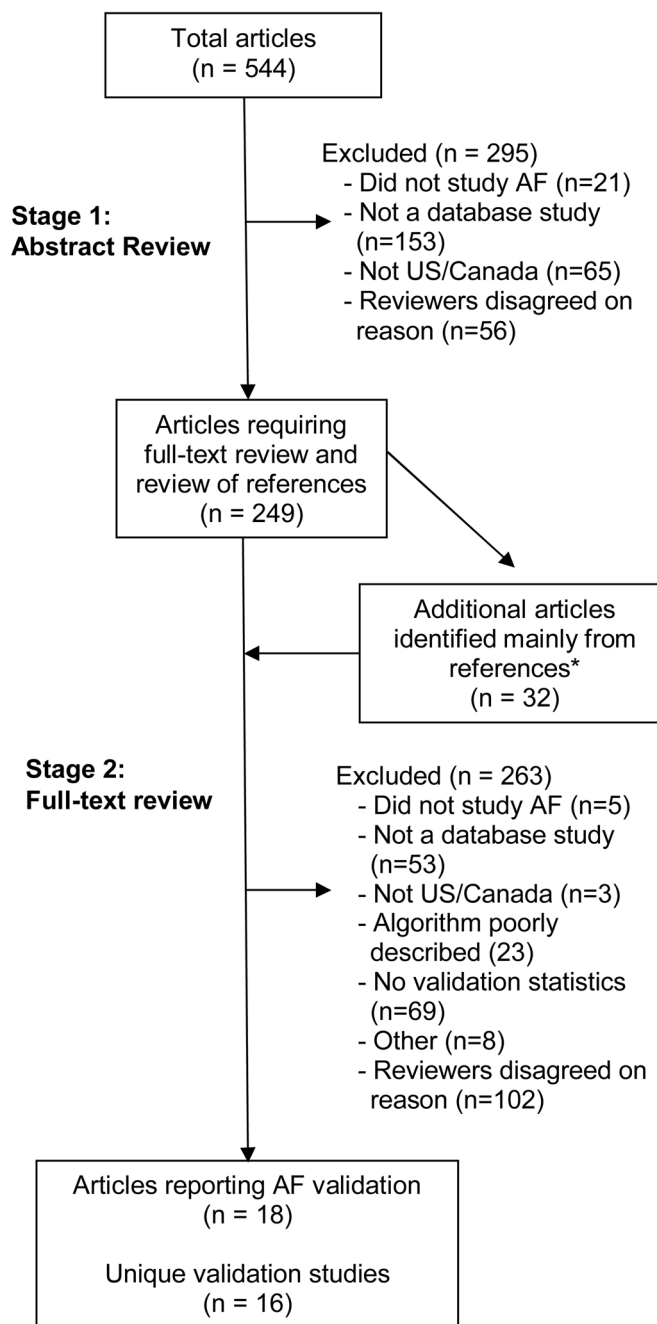 Total articles
(n = 544)
Excluded (n = 295)
- Did not study AF (n=21)
- Not a database study
(n=153)
- Not US/Canada (n=65)
- Reviewers disagreed on
reason (n=56)
Stage 1:
Abstract Review
Articles requiring
full-text review and
review of references
(n = 249)
Additional articles
identified mainly from
references*
(n = 32)
Stage 2:
Full-text review
Excluded (n = 263)
- Did not study AF (n=5)
- Not a database study
(n=53)
- Not US/Canada (n=3)
- Algorithm poorly
described (23)
- No validation statistics
(n=69)
- Other (n=8)
- Reviewers disagreed on
reason (n=102)
Articles reporting AF validation
(n = 18)
Unique validation studies
(n = 16)